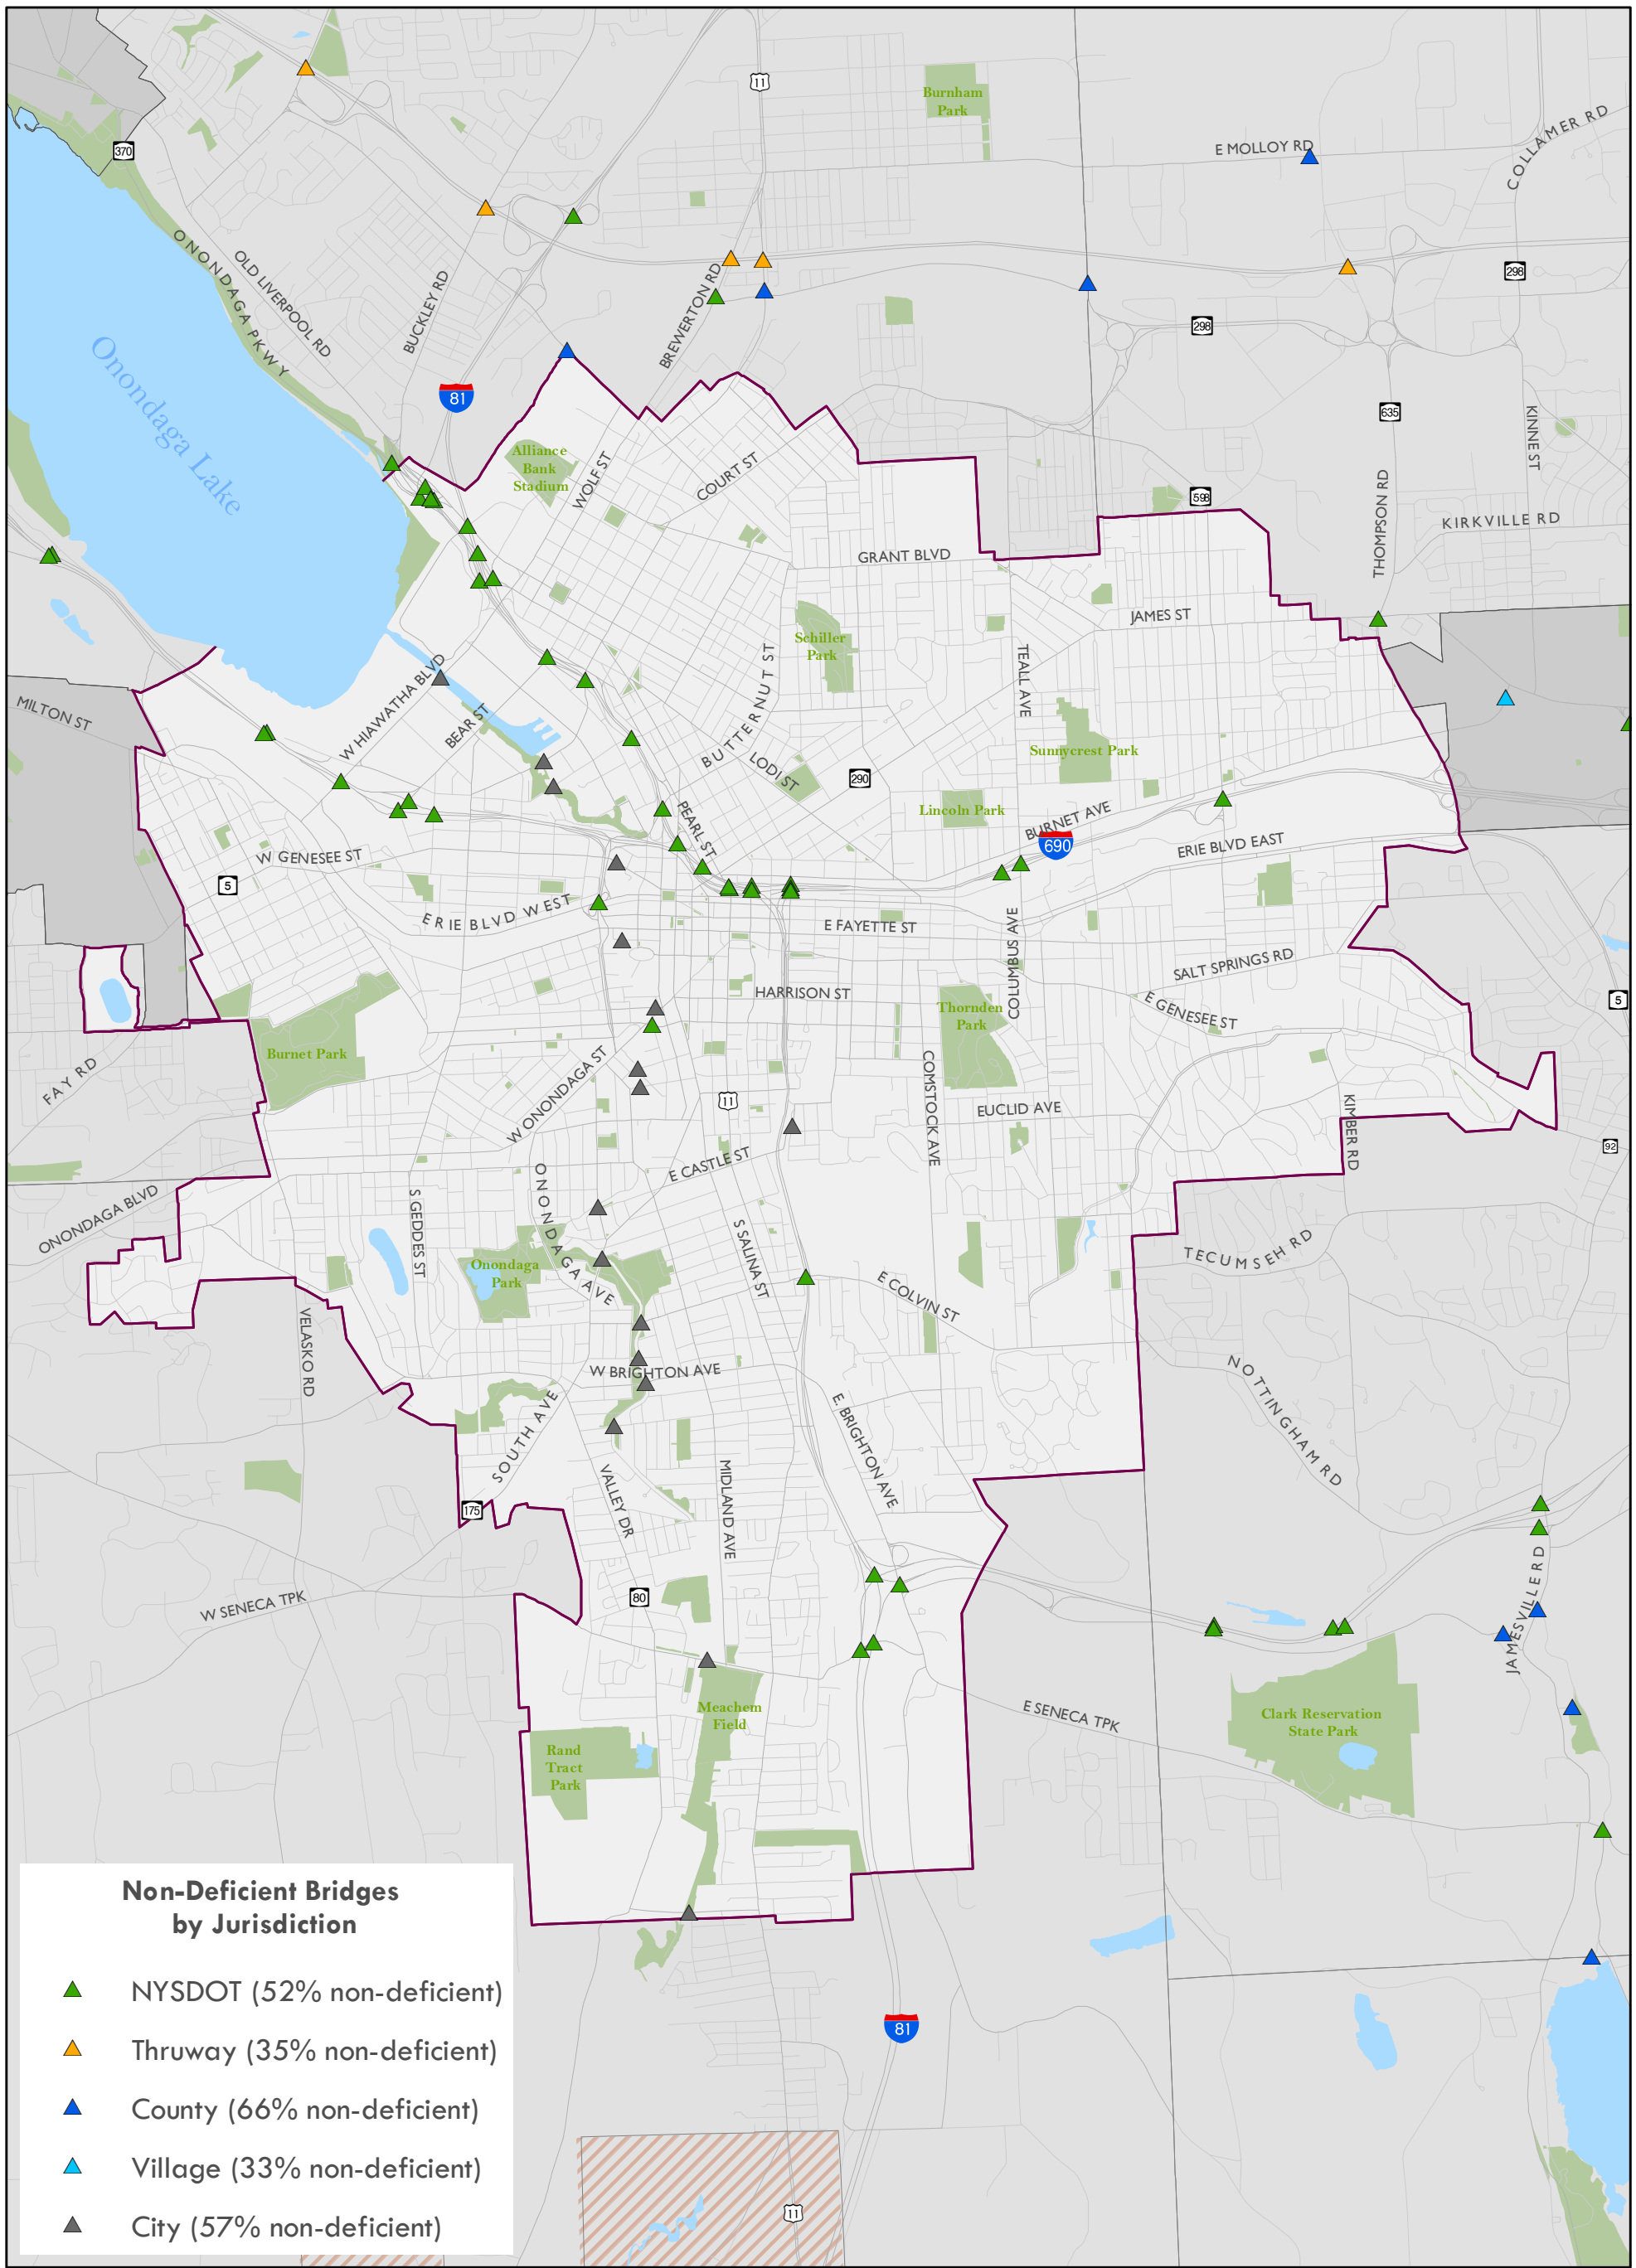 11
Burnham
Park
370
E MOLLOY RD
COLLAMER RD
ONONDAGA PKWY
OLD LIVERPOOL RD
BUCKLEY RD
BREWERTON RD
298
298
Onondaga Lake
81
635
KINNE ST
Alliance
Bank
Stadium
WOLF ST
COURT ST
598
THOMPSON RD
KIRKVILLE RD
GRANT BLVD
JAMES ST
Schiller
Park
TEALL AVE
BUTTERNUT ST
W HIAWATHA BLVD
BEAR ST
MILTON ST
LODI ST
290
Sunnycrest Park
Lincoln Park
PEARL ST
BURNET AVE
690
ERIE BLVD EAST
W GENESEE ST
5
ERIE BLVD WEST
E FAYETTE ST
COLUMBUS AVE
SALT SPRINGS RD
HARRISON ST
Thornden
Park
E GENESEE ST
5
Burnet Park
FAY RD
W ONONDAGA ST
11
COMSTOCK AVE
EUCLID AVE
KIMBER RD
92
E CASTLE ST
ONONDAGA BLVD
S GEDDES ST
ONONDAGA AVE
Onondaga
Park
S SALINA ST
E COLVIN ST
TECUMSEH RD
VELASKO RD
W BRIGHTON AVE
E. BRIGHTON AVE
NOTTINGHAM RD
SOUTH AVE
175
VALLEY DR
MIDLAND AVE
W SENECA TPK
80
JAMESVILLE RD
Meachem
Field
E SENECA TPK
Clark Reservation
State Park
Rand
Tract
Park
81
11
Non-Deficient Bridges
by Jurisdiction
NYSDOT (52% non-deficient)
Thruway (35% non-deficient)
County (66% non-deficient)
Village (33% non-deficient)
City (57% non-deficient)